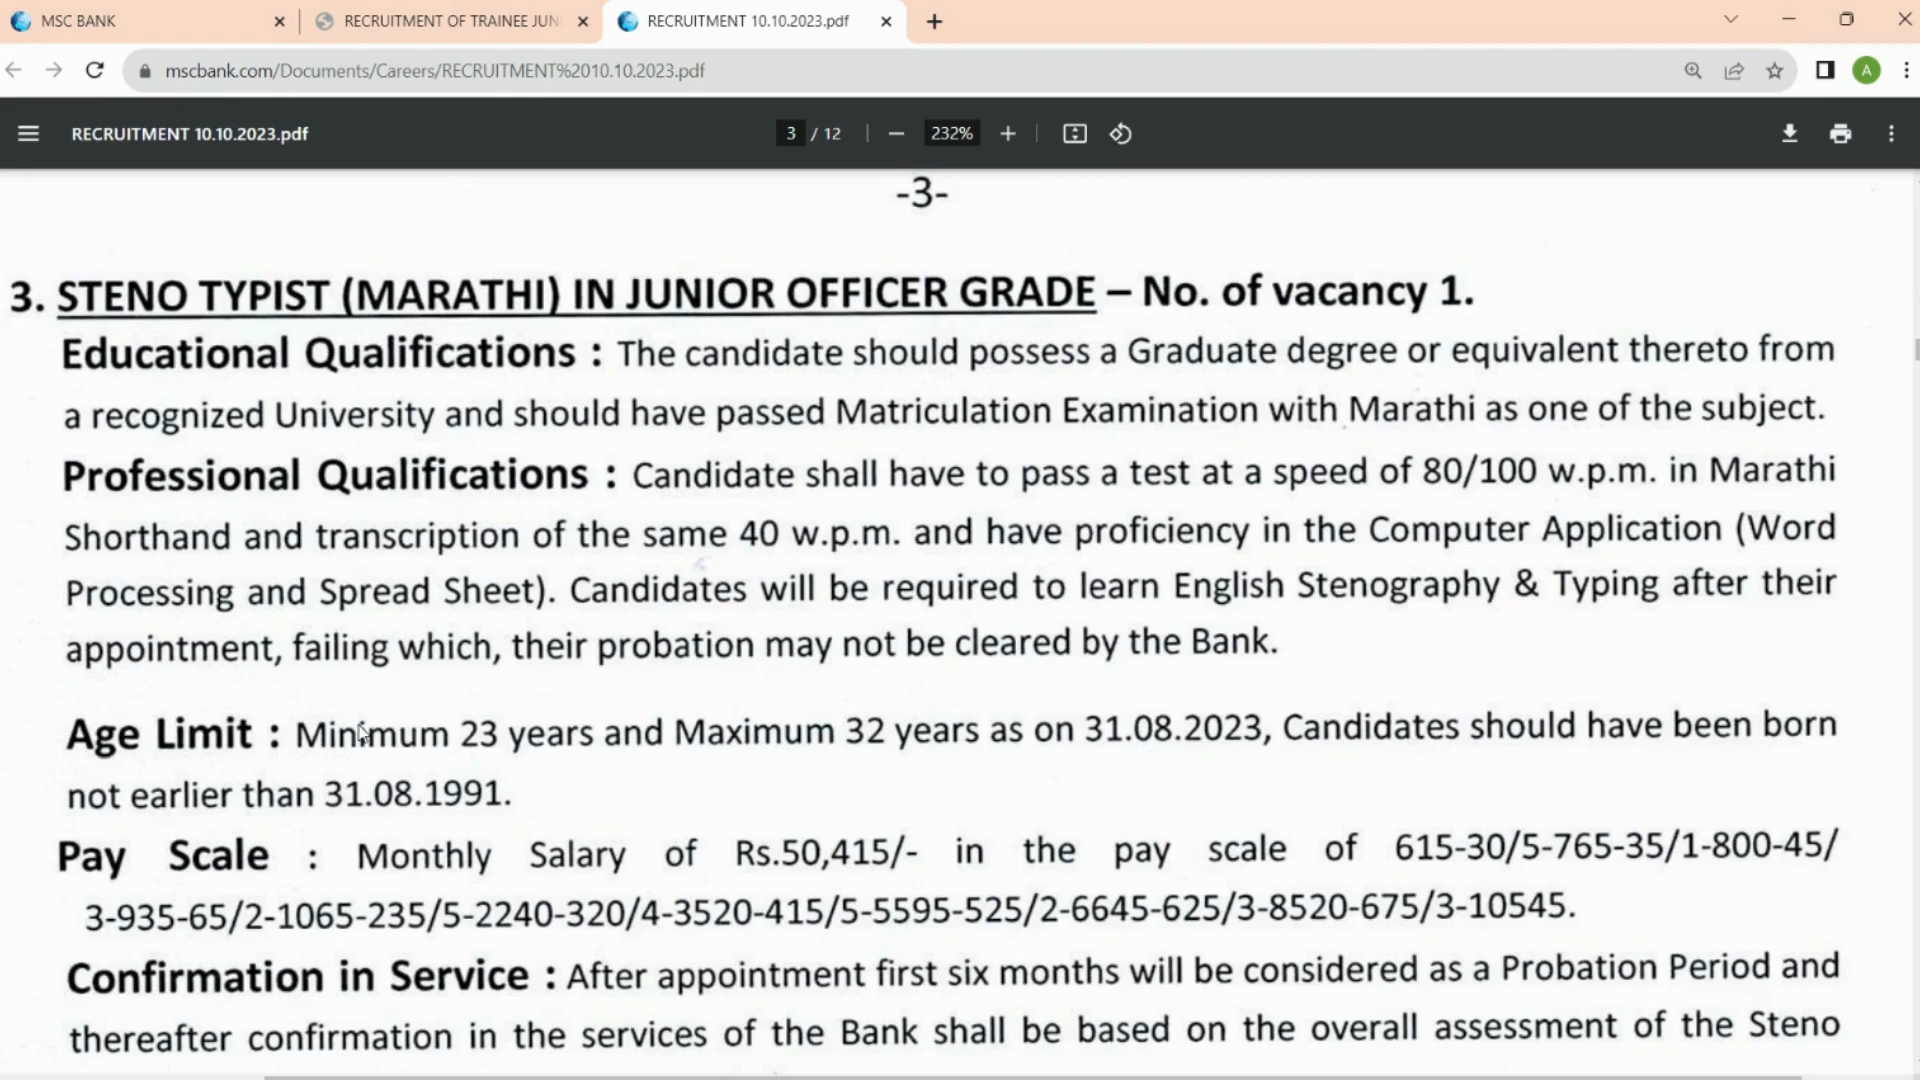 MSC BANK
RECRUITMENT OF TRAINEE JUN
RECRUITMENT 10.10.2023.pdf
mscbank.com/Documents/Careers/RECRUITMENT%2010.10.2023.pdf
A
RECRUITMENT 10.10.2023.pdf
3 / 12
232%
-3-
3. STENO TYPIST (MARATHI) IN JUNIOR OFFICER GRADE – No. of vacancy 1.
Educational Qualifications : The candidate should possess a Graduate degree or equivalent thereto from
a recognized University and should have passed Matriculation Examination with Marathi as one of the subject.
Professional Qualifications : Candidate shall have to pass a test at a speed of 80/100 w.p.m. in Marathi
Shorthand and transcription of the same 40 w.p.m. and have proficiency in the Computer Application (Word
Processing and Spread Sheet). Candidates will be required to learn English Stenography & Typing after their
appointment, failing which, their probation may not be cleared by the Bank.
Age Limit : Minimum 23 years and Maximum 32 years as on 31.08.2023, Candidates should have been born
not earlier than 31.08.1991.
Pay Scale : Monthly Salary of Rs.50,415/- in the pay scale of 615-30/5-765-35/1-800-45/
3-935-65/2-1065-235/5-2240-320/4-3520-415/5-5595-525/2-6645-625/3-8520-675/3-10545.
Confirmation in Service : After appointment first six months will be considered as a Probation Period and
thereafter confirmation in the services of the Bank shall be based on the overall assessment of the Steno